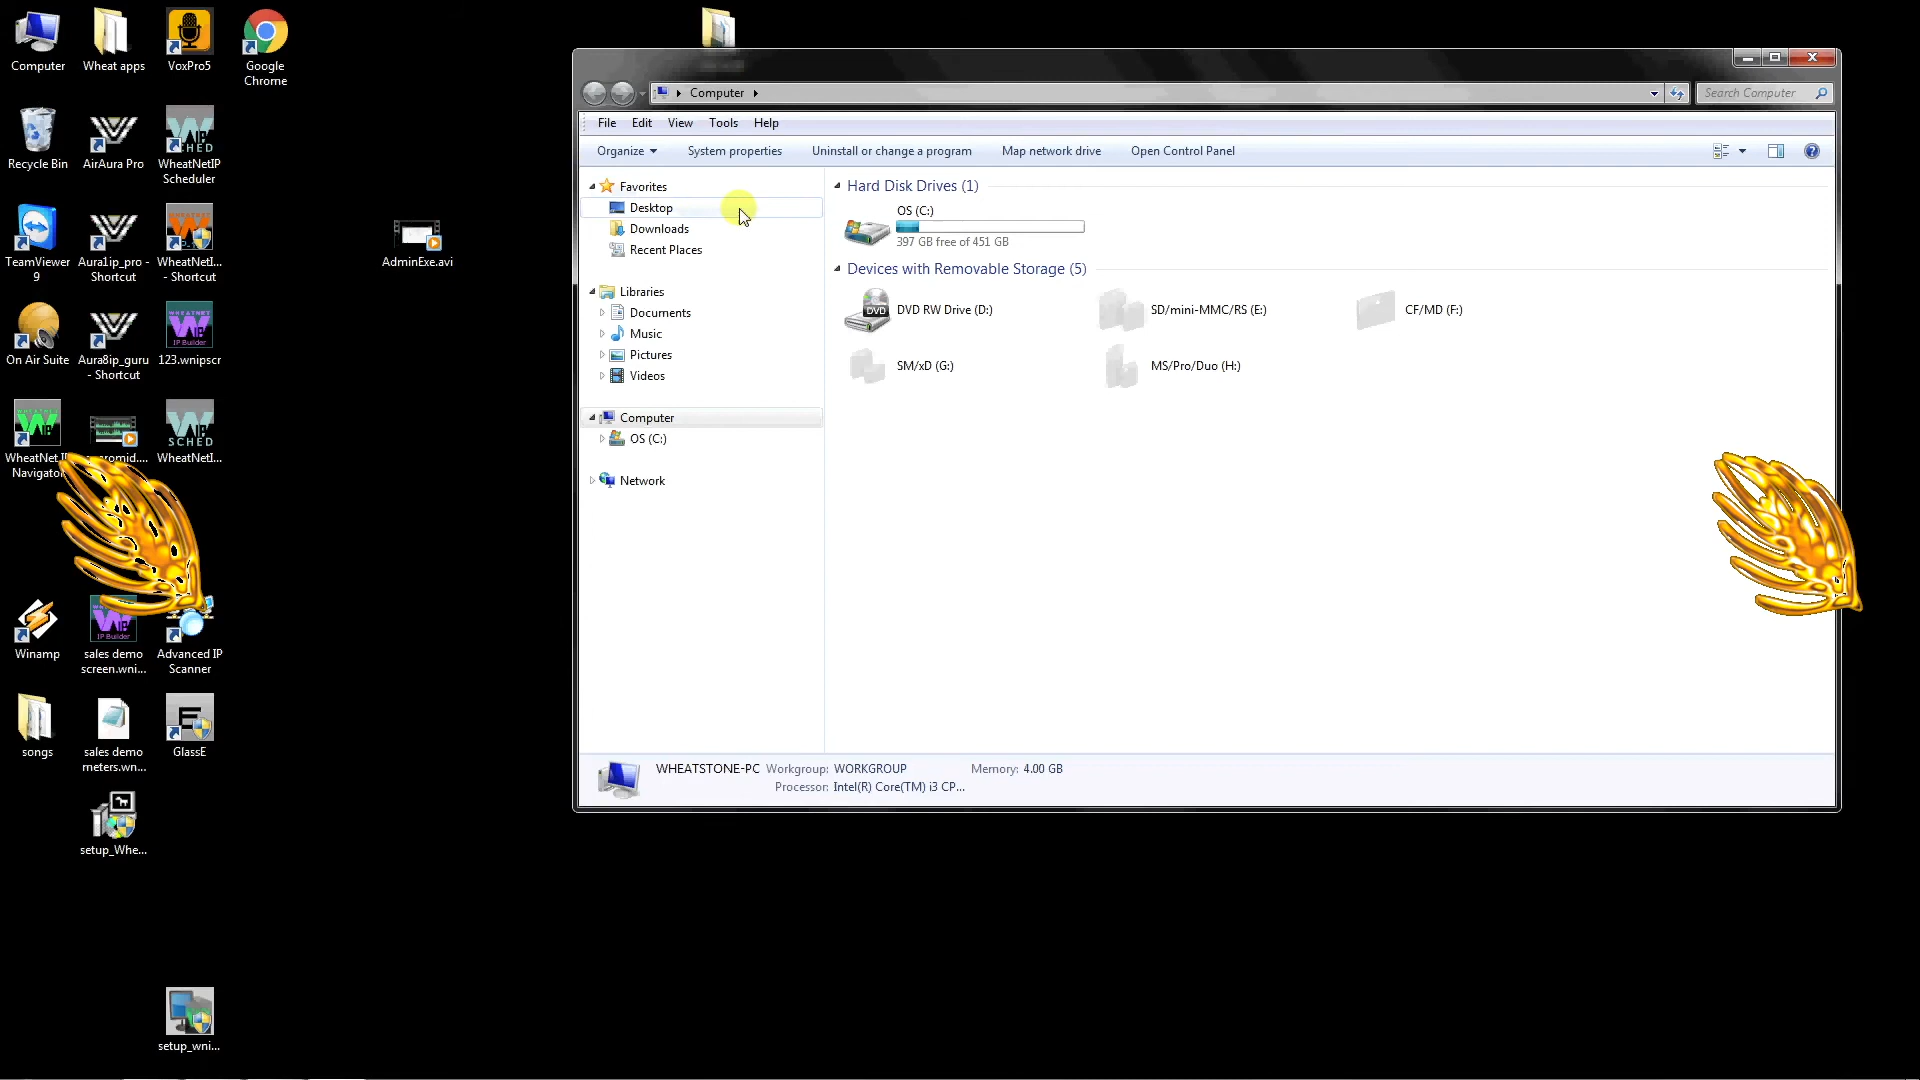 Computer
Wheat apps
VoxPro5
Google
Chrome
Recycle Bin
AirAura Pro
WheatNetIP
Scheduler
TeamViewer
9
Aura1ip_pro -
Shortcut
WheatNetI...
- Shortcut
AdminExe.avi
On Air Suite
Aura8ip_guru
- Shortcut
123.wnipscr
WheatNet I
Navigator
WheatNetI...
Winamp
sales demo
screen.wni...
Advanced IP
Scanner
songs
sales demo
meters.wn...
GlassE
setup_Whe...
setup_wni...
Computer
Search Computer
File Edit View Tools Help
Organize System properties Uninstall or change a program Map network drive Open Control Panel
Favorites
Desktop
Downloads
Recent Places
Libraries
Documents
Music
Pictures
Videos
Computer
OS (C:)
Network
Hard Disk Drives (1)
OS (C:)
397 GB free of 451 GB
Devices with Removable Storage (5)
DVD RW Drive (D:)
SD/mini-MMC/RS (E:)
CF/MD (F:)
SM/xD (G:)
MS/Pro/Duo (H:)
WHEATSTONE-PC Workgroup: WORKGROUP Memory: 4.00 GB
Processor: Intel(R) Core(TM) i3 CP...